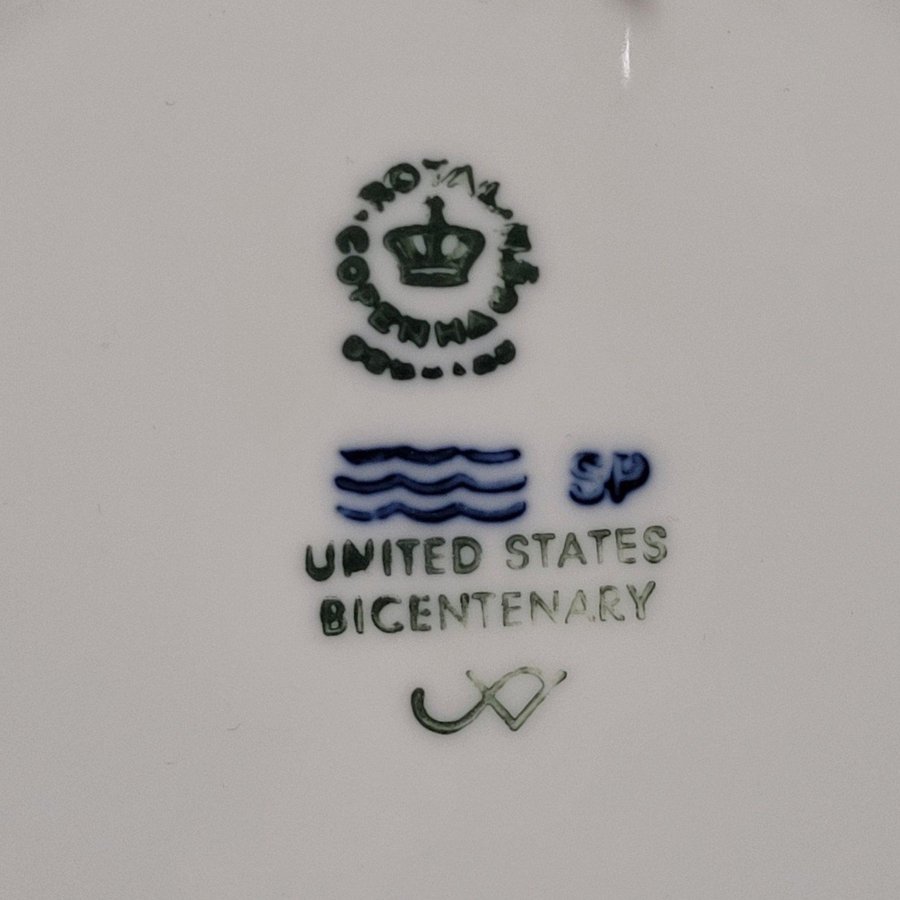 ROYAL
COPENHAGEN
SP
UNITED STATES
BICENTENARY